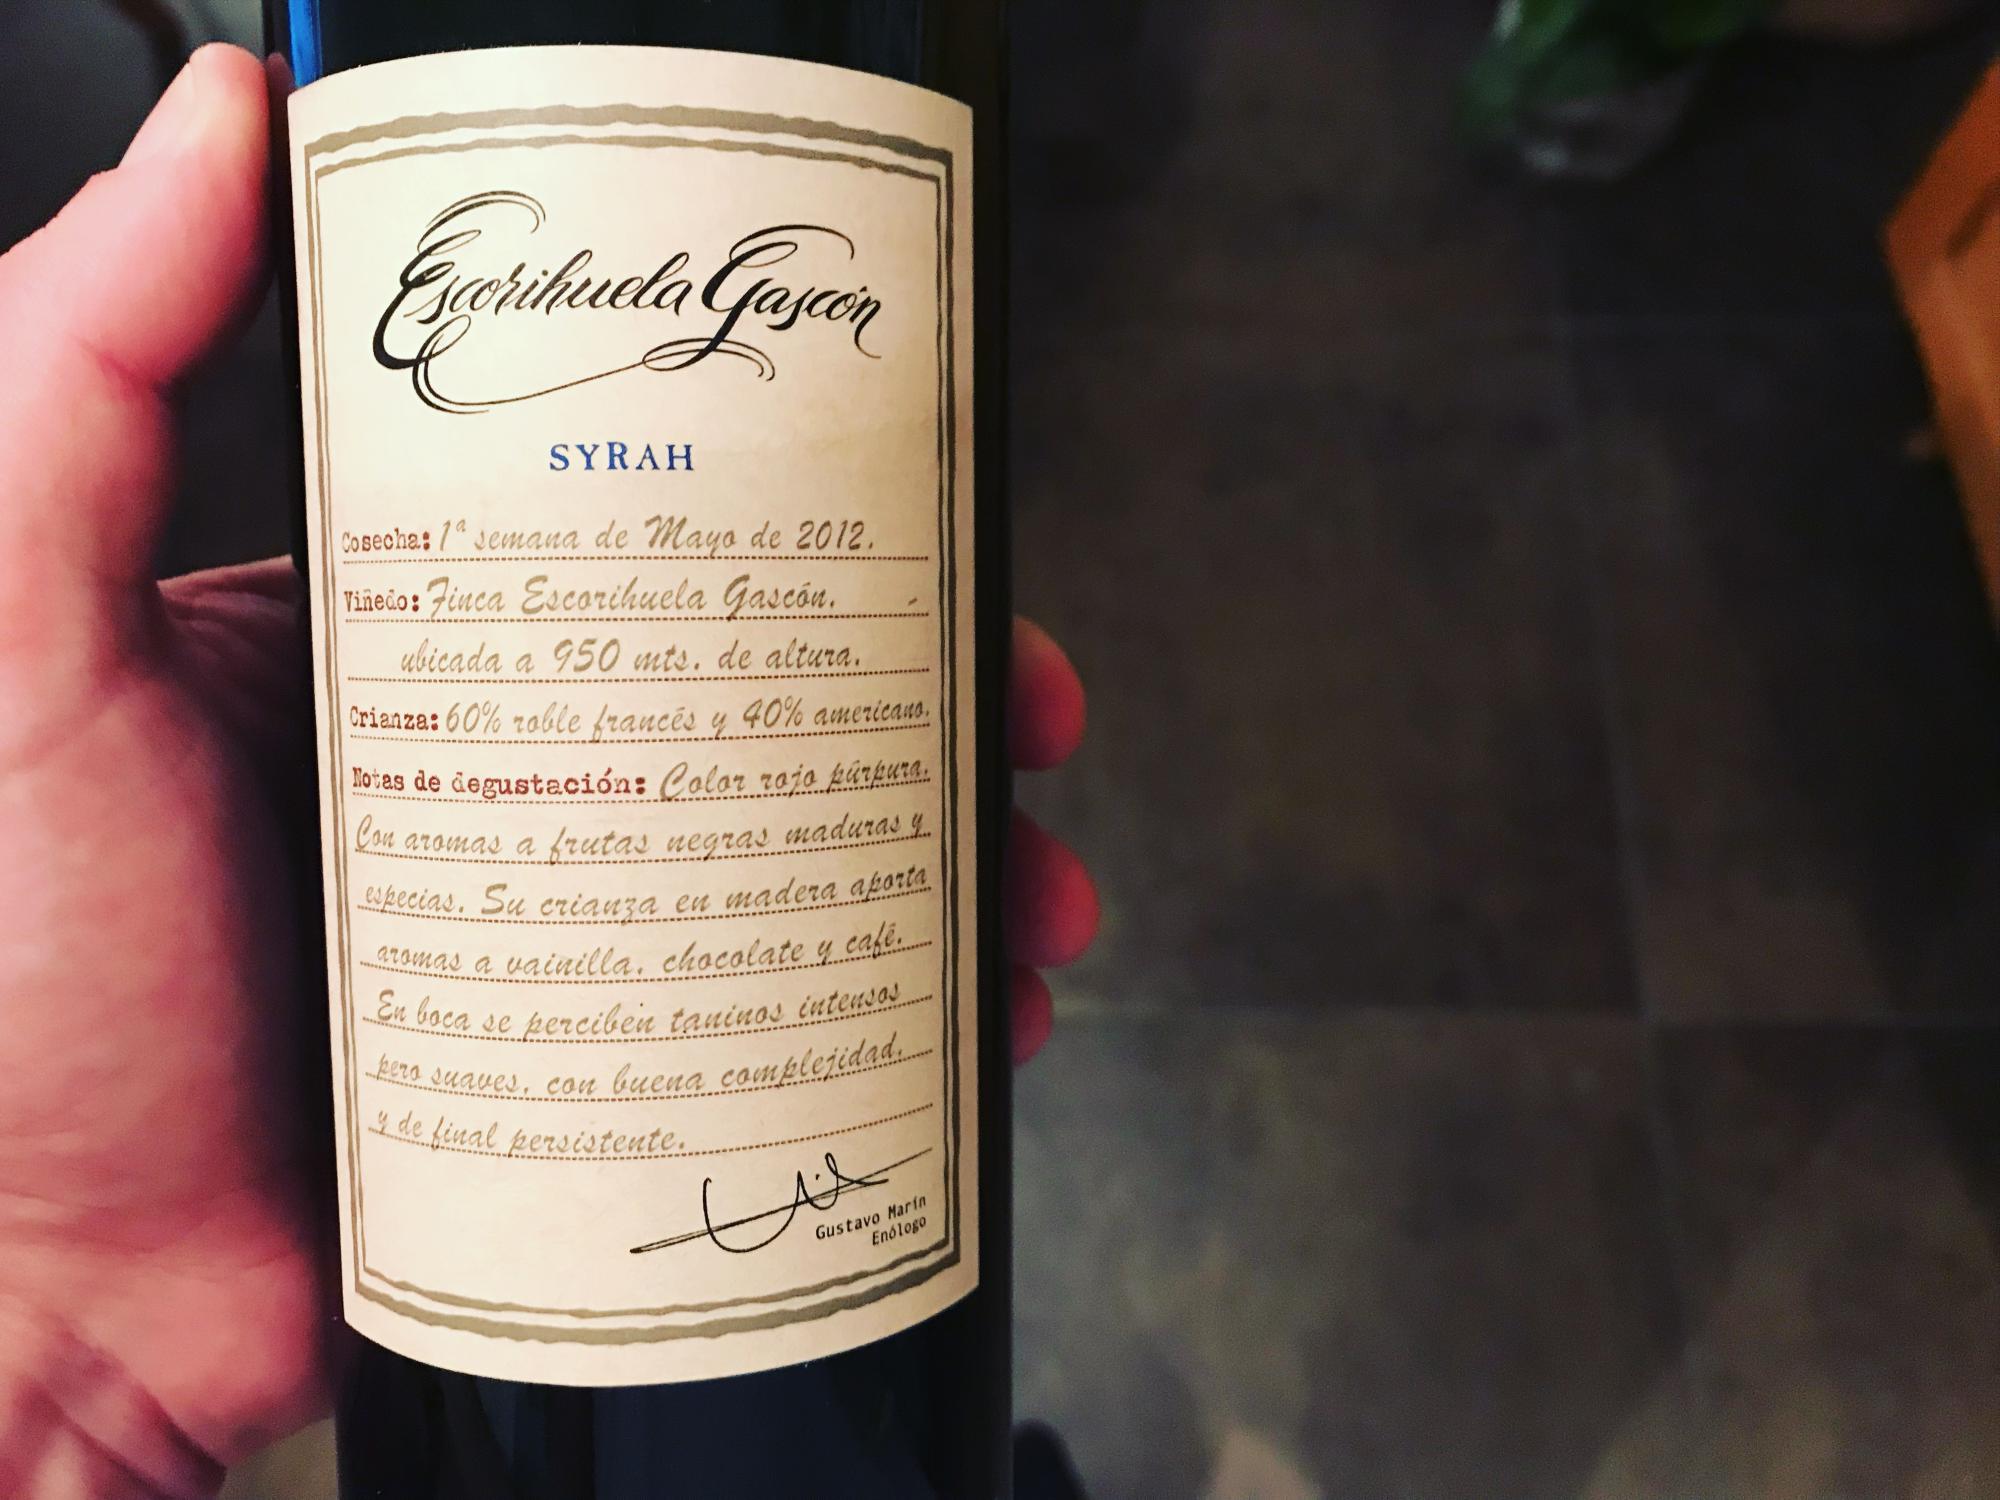 Escorihuela Gascón
SYRAH
Cosecha: 1ª semana de Mayo de 2012.
Viñedo: Finca Escorihuela Gascón.
ubicada a 950 mts. de altura.
Crianza: 60% roble francés y 40% americano.
Notas de degustación: Color rojo púrpura.
Con aromas a frutas negras maduras y
especias. Su crianza en madera aporta
aromas a vainilla, chocolate y café.
En boca se perciben taninos intensos
pero suaves, con buena complejidad,
y de final persistente.
Gustavo Marín
Enólogo